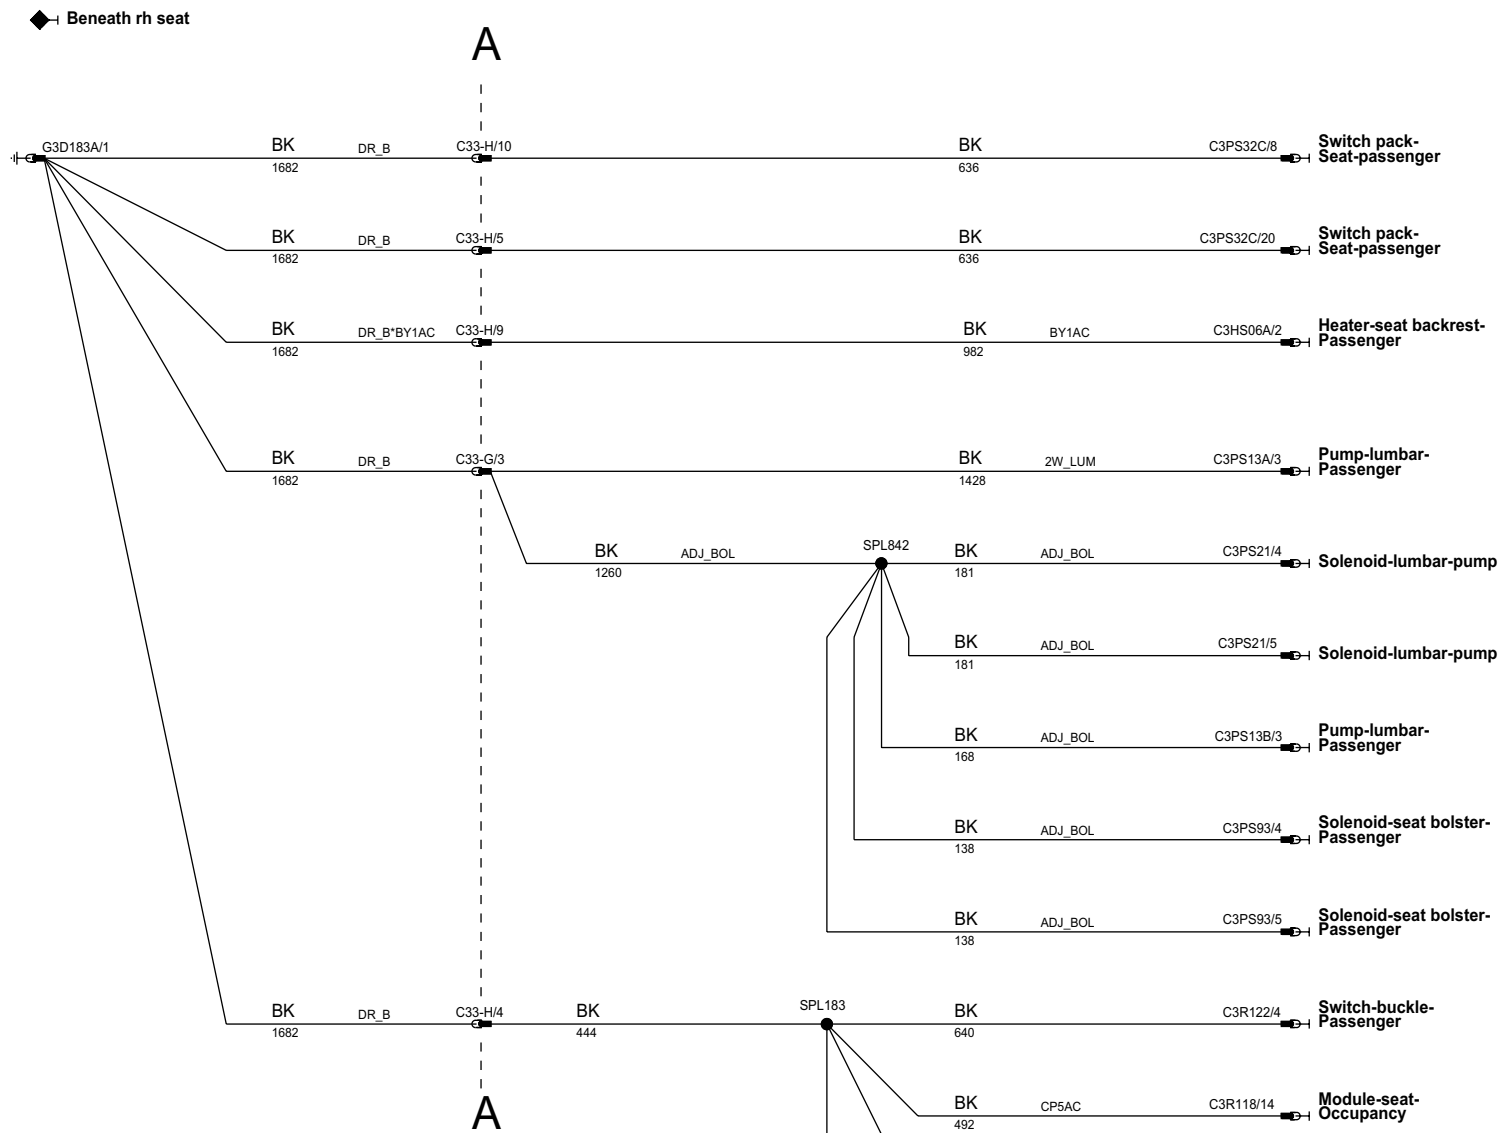 Beneath rh seat
A
G3D183A/1 BK DR_B C33-H/10 BK C3PS32C/8 Switch pack-
Seat-passenger
1682 636
BK DR_B C33-H/5 BK C3PS32C/20 Switch pack-
Seat-passenger
1682 636
BK DR_B*BY1AC C33-H/9 BK BY1AC C3HS06A/2 Heater-seat backrest-
Passenger
1682 982
BK DR_B C33-G/3 BK 2W_LUM C3PS13A/3 Pump-lumbar-
Passenger
1682 1428
BK ADJ_BOL SPL842 BK ADJ_BOL C3PS21/4 Solenoid-lumbar-pump
1260 181
BK ADJ_BOL C3PS21/5 Solenoid-lumbar-pump
181
BK ADJ_BOL C3PS13B/3 Pump-lumbar-
Passenger
168
BK ADJ_BOL C3PS93/4 Solenoid-seat bolster-
Passenger
138
BK ADJ_BOL C3PS93/5 Solenoid-seat bolster-
Passenger
138
BK DR_B C33-H/4 BK SPL183 BK C3R122/4 Switch-buckle-
Passenger
1682 444 640
A BK CP5AC C3R118/14 Module-seat-
Occupancy
492